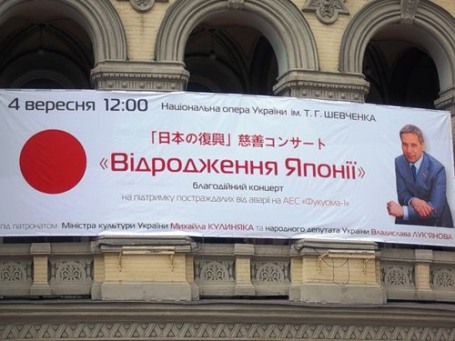 4 вересня 12:00 Національна опера України ім. Т. Г. ШЕВЧЕНКА
「日本の復興」慈善コンサート
«Відродження Японії»
благодійний концерт
на підтримку постраждалих від аварії на АЕС «Фукусіма-1»
під патронатом Міністра культури України Михайла КУЛИНЯКА та народного депутата України Владислава ЛУК'ЯНОВА